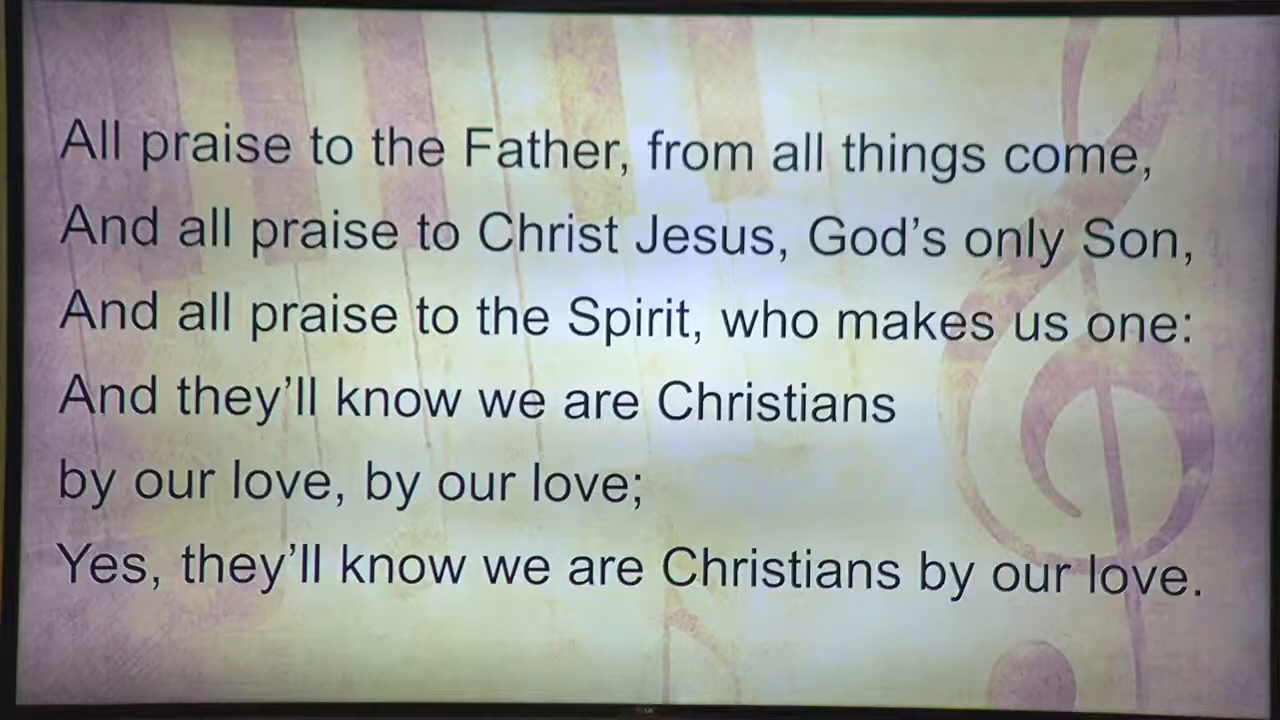 All praise to the Father, from all things come,
And all praise to Christ Jesus, God's only Son,
And all praise to the Spirit, who makes us one:
And they'll know we are Christians
by our love, by our love;
Yes, they'll know we are Christians by our love.